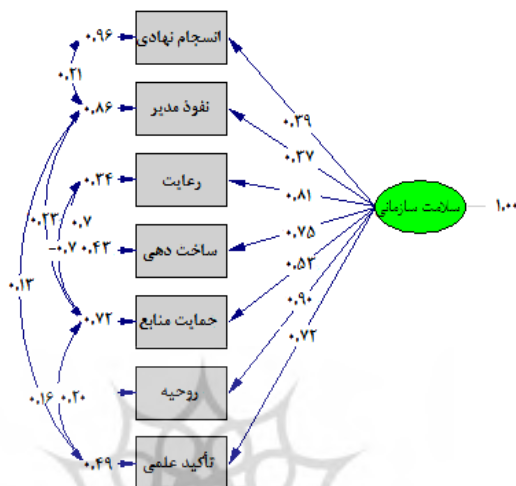 ۰.۹۶ انسجام نهادی
۰.۲۱
۰.۸۶ نفوذ مدیر
۰.۳۹
۰.۳۷
۰.۳۴ رعایت
۰.۸۱
سلامت سازمانی ۱.۰۰
۰.۷
۰.۲۳
-۰.۷ ۰.۴۳ ساخت دهی
۰.۷۵
۰.۵۳
۰.۱۳
۰.۷۲ حمایت منابع
۰.۹۰
۰.۷۲
روحیه
۰.۱۶ ۰.۲۰
۰.۴۹ تأکید علمی